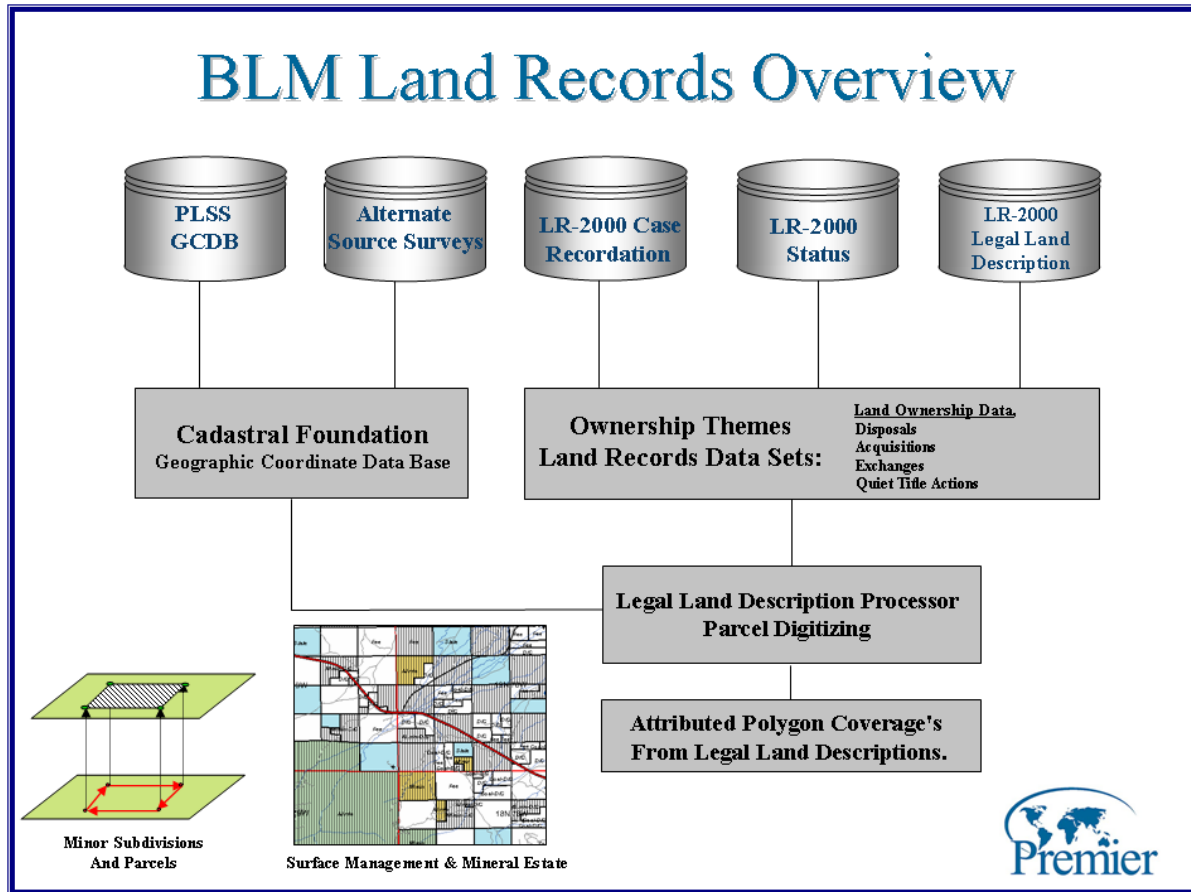 BLM Land Records Overview
PLSS
GCDB
Alternate
Source Surveys
LR-2000 Case
Recordation
LR-2000
Status
LR-2000
Legal Land
Description
Cadastral Foundation
Geographic Coordinate Data Base
Ownership Themes
Land Records Data Sets:
Land Ownership Data,
Disposals
Acquisitions
Exchanges
Quiet Title Actions
Legal Land Description Processor
Parcel Digitizing
Attributed Polygon Coverage's
From Legal Land Descriptions.
Minor Subdivisions
And Parcels
Surface Management & Mineral Estate
Premier